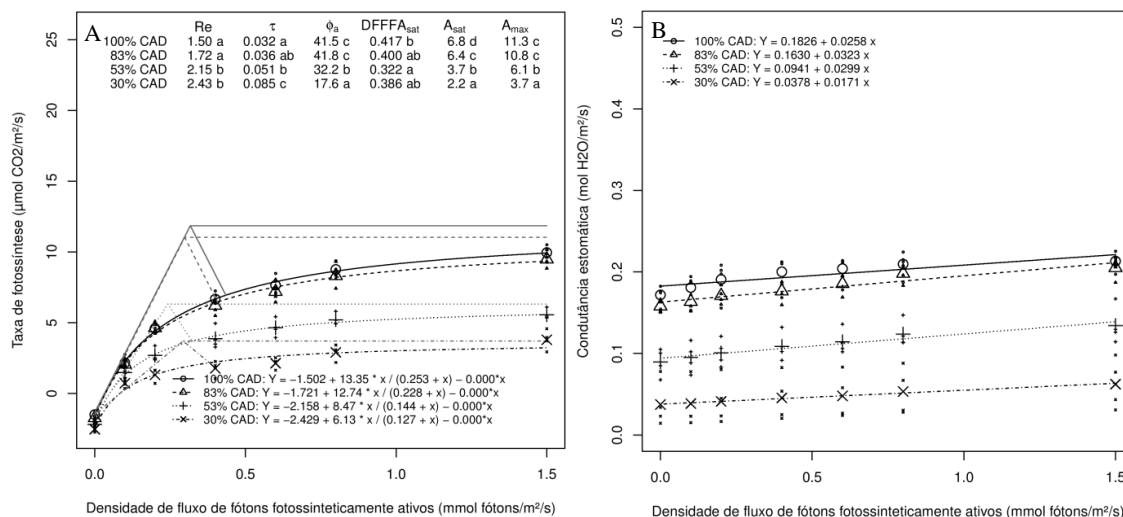 A
Re τ ϕa DFFFAsat Asat Amax
100% CAD 1.50 a 0.032 a 41.5 c 0.417 b 6.8 d 11.3 c
83% CAD 1.72 a 0.036 ab 41.8 c 0.400 ab 6.4 c 10.8 c
53% CAD 2.15 b 0.051 b 32.2 b 0.322 a 3.7 b 6.1 b
30% CAD 2.43 b 0.085 c 17.6 a 0.386 ab 2.2 a 3.7 a
Taxa de fotossíntese (µmol CO2/m²/s)
25
20
15
10
5
0
100% CAD: Y = −1.502 + 13.35 * x / (0.253 + x) − 0.000*x
83% CAD: Y = −1.721 + 12.74 * x / (0.228 + x) − 0.000*x
53% CAD: Y = −2.158 + 8.47 * x / (0.144 + x) − 0.000*x
30% CAD: Y = −2.429 + 6.13 * x / (0.127 + x) − 0.000*x
0.0 0.5 1.0 1.5
Densidade de fluxo de fótons fotossinteticamente ativos (mmol fótons/m²/s)
B
100% CAD: Y = 0.1826 + 0.0258 x
83% CAD: Y = 0.1630 + 0.0323 x
53% CAD: Y = 0.0941 + 0.0299 x
30% CAD: Y = 0.0378 + 0.0171 x
Condutância estomática (mol H2O/m²/s)
0.5
0.4
0.3
0.2
0.1
0.0
0.0 0.5 1.0 1.5
Densidade de fluxo de fótons fotossinteticamente ativos (mmol fótons/m²/s)